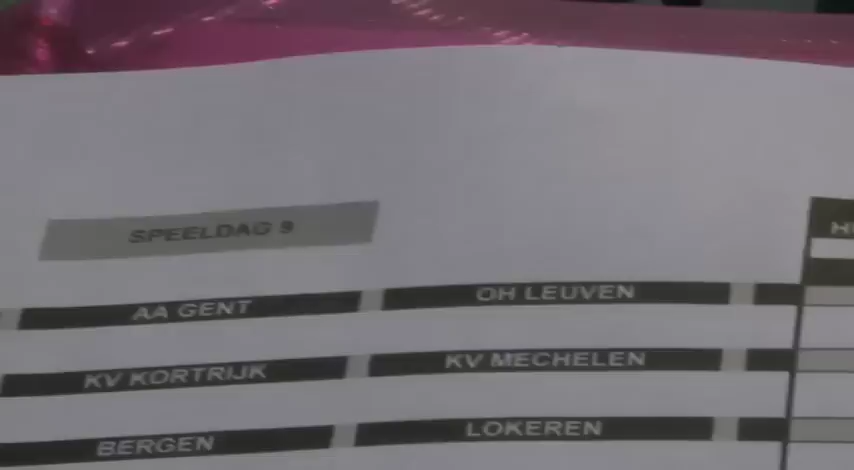 SPEELDAG 9
AA GENT OH LEUVEN
KV KORTRIJK KV MECHELEN
BERGEN LOKEREN